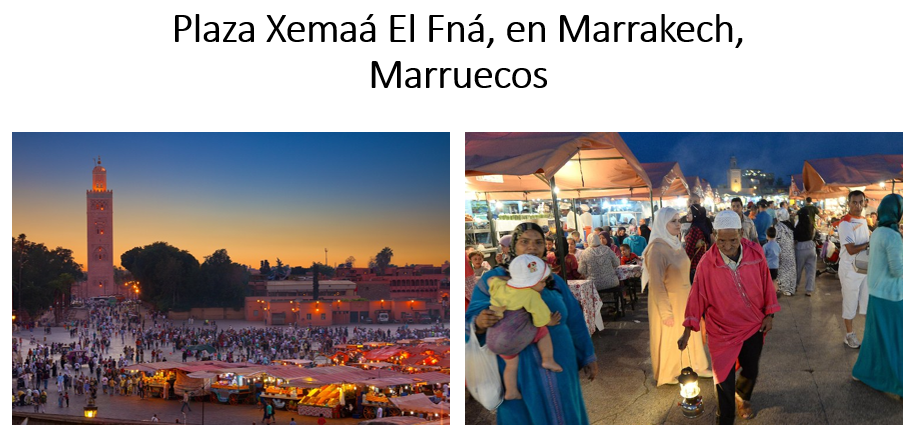 Plaza Xemaá El Fná, en Marrakech,
Marruecos